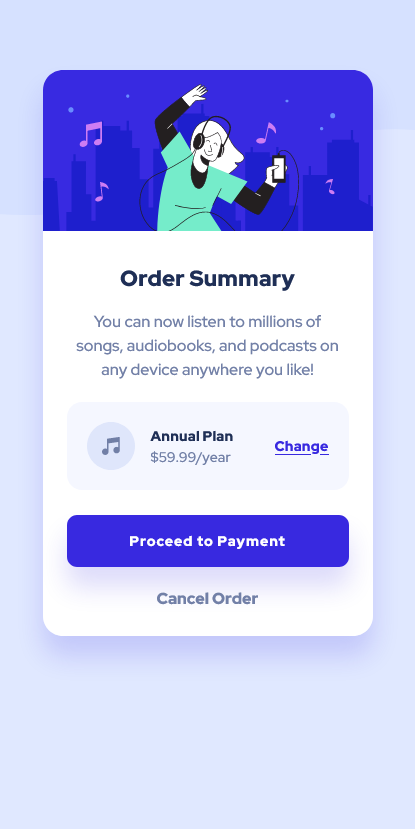 Order Summary
You can now listen to millions of
songs, audiobooks, and podcasts on
any device anywhere you like!
Annual Plan
$59.99/year
Change
Proceed to Payment
Cancel Order